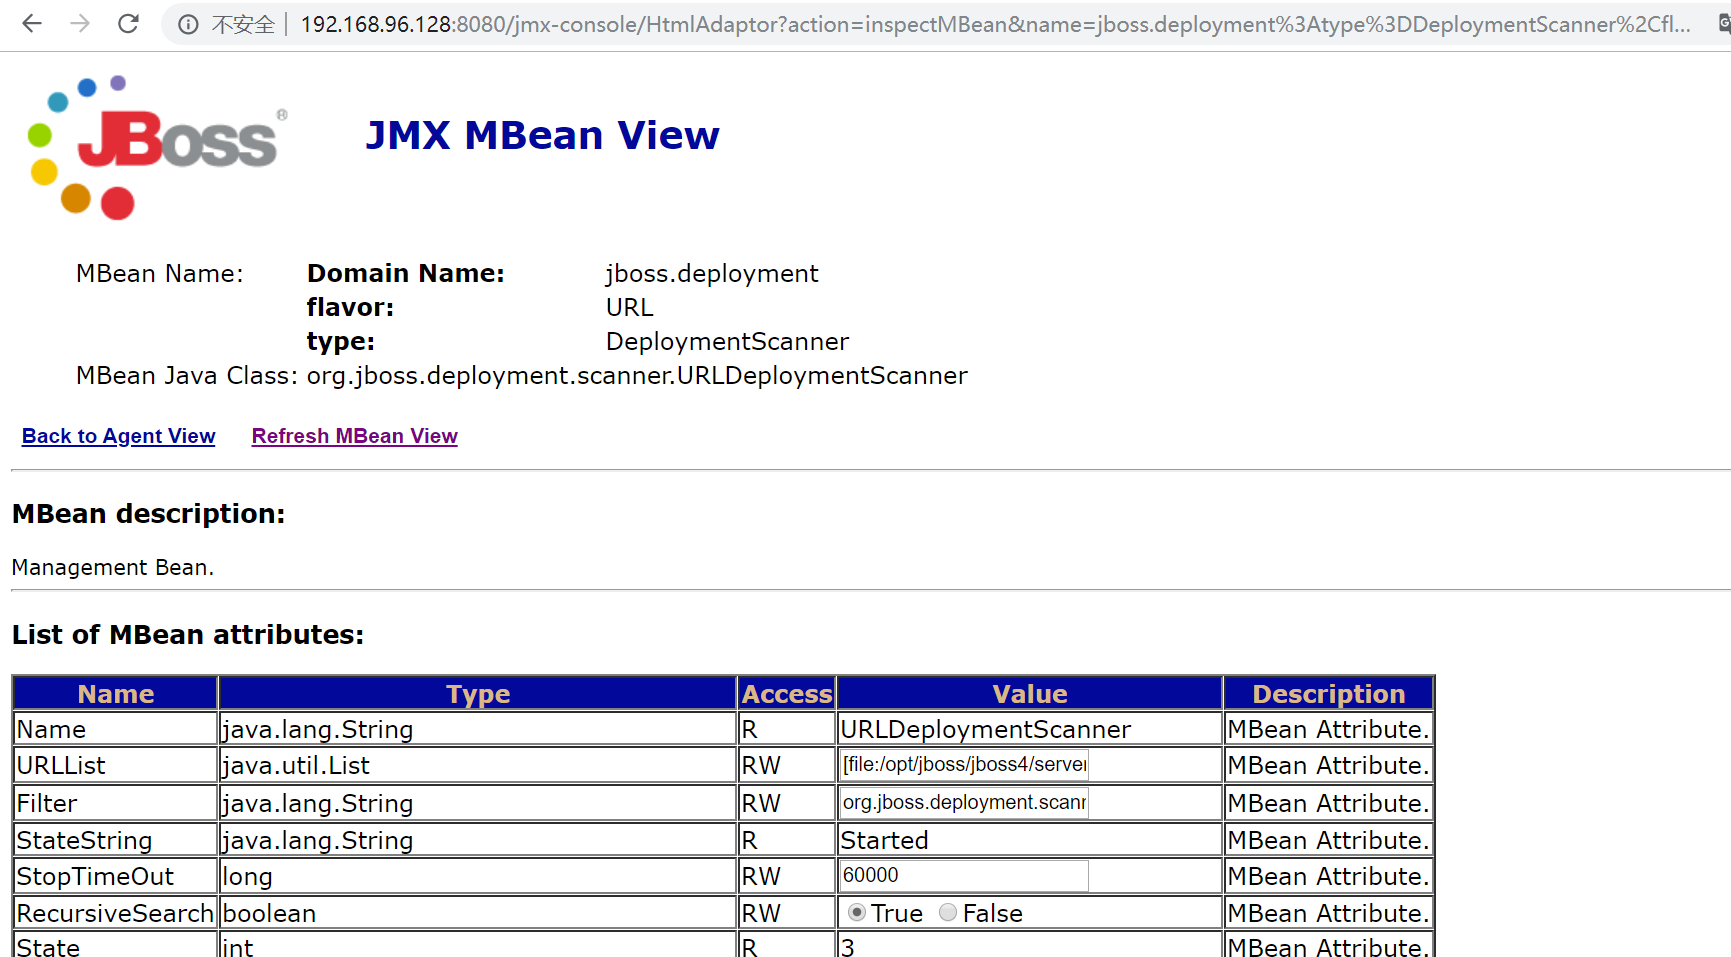 不安全 192.168.96.128:8080/jmx-console/HtmlAdaptor?action=inspectMBean&name=jboss.deployment%3Atype%3DDeploymentScanner%2Cfl...
JBoss®
JMX MBean View
MBean Name: Domain Name: jboss.deployment
flavor: URL
type: DeploymentScanner
MBean Java Class: org.jboss.deployment.scanner.URLDeploymentScanner
Back to Agent View Refresh MBean View
MBean description:
Management Bean.
List of MBean attributes:
Name Type Access Value Description
Name java.lang.String R URLDeploymentScanner MBean Attribute.
URLList java.util.List RW [file:/opt/jboss/jboss4/server MBean Attribute.
Filter java.lang.String RW org.jboss.deployment.scann MBean Attribute.
StateString java.lang.String R Started MBean Attribute.
StopTimeOut long RW 60000 MBean Attribute.
RecursiveSearch boolean RW True False MBean Attribute.
State int R 3 MBean Attribute.